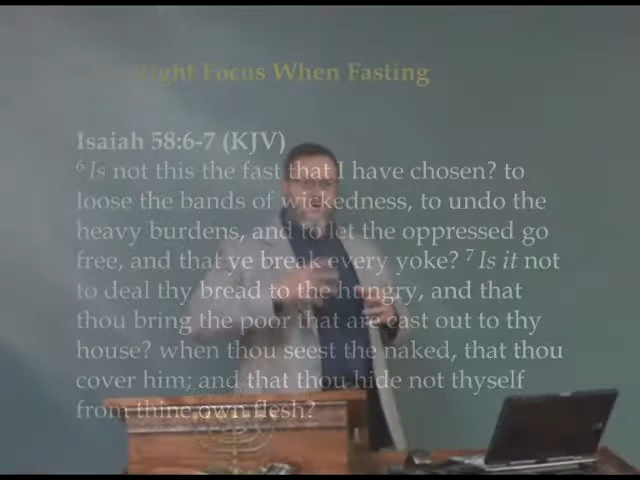 Right Focus When Fasting
Isaiah 58:6-7 (KJV)
6 Is not this the fast that I have chosen? to
loose the bands of wickedness, to undo the
heavy burdens, and to let the oppressed go
free, and that ye break every yoke? 7 Is it not
to deal thy bread to the hungry, and that
thou bring the poor that are cast out to thy
house? when thou seest the naked, that thou
cover him; and that thou hide not thyself
from thine own flesh?